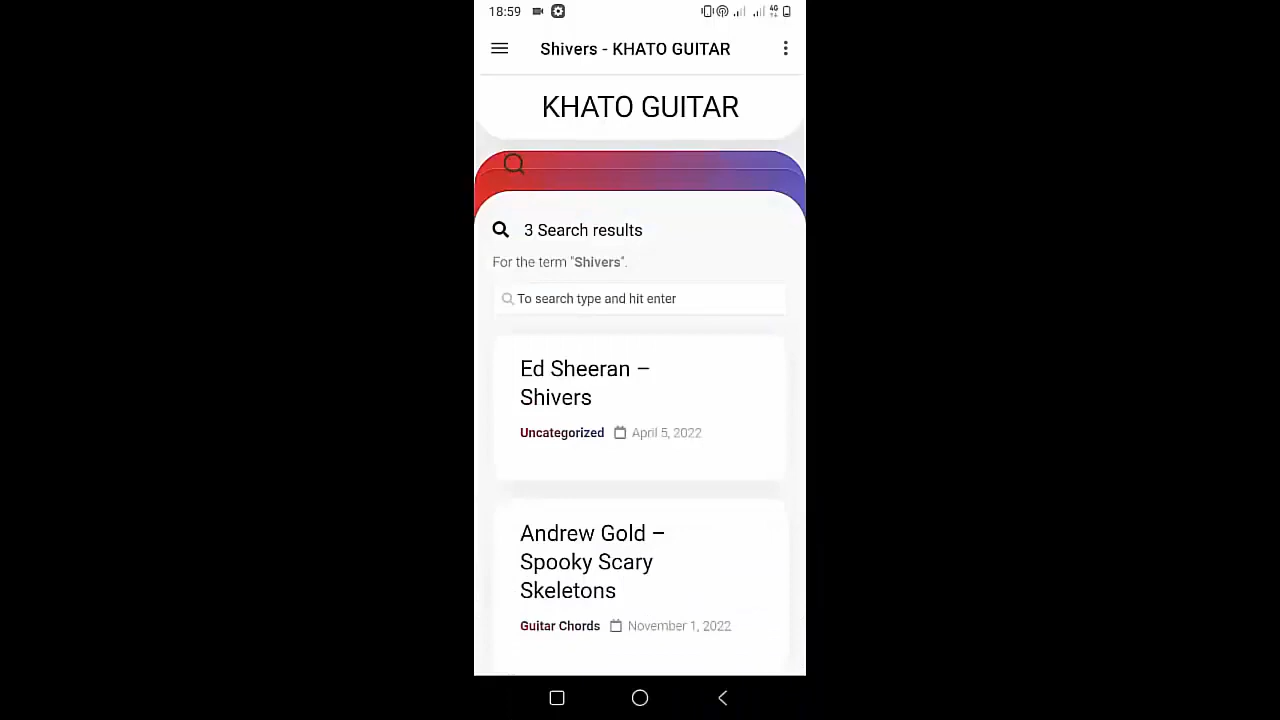 18:59
4G
Shivers - KHATO GUITAR
KHATO GUITAR
3 Search results
For the term "Shivers".
To search type and hit enter
Ed Sheeran –
Shivers
Uncategorized April 5, 2022
Andrew Gold –
Spooky Scary
Skeletons
Guitar Chords November 1, 2022